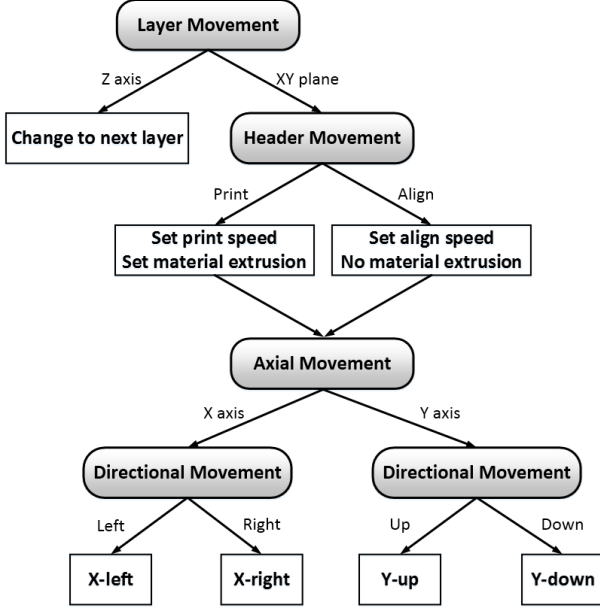 Layer Movement
Z axis
XY plane
Change to next layer
Header Movement
Print
Align
Set print speed
Set material extrusion
Set align speed
No material extrusion
Axial Movement
X axis
Y axis
Directional Movement
Directional Movement
Left
Right
Up
Down
X-left
X-right
Y-up
Y-down